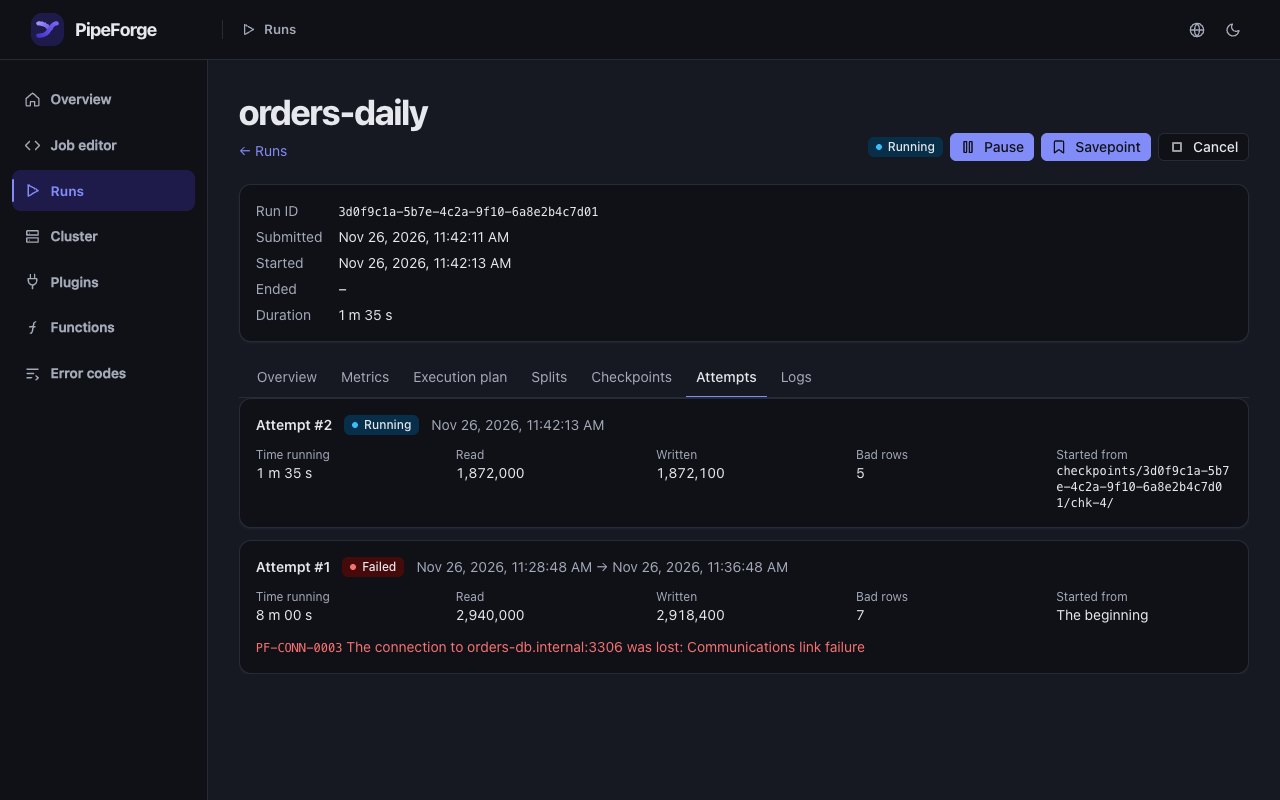 PipeForge
Runs
Overview
Job editor
Runs
Cluster
Plugins
Functions
Error codes
orders-daily
← Runs
Running
Pause
Savepoint
Cancel
Run ID 3d0f9c1a-5b7e-4c2a-9f10-6a8e2b4c7d01
Submitted Nov 26, 2026, 11:42:11 AM
Started Nov 26, 2026, 11:42:13 AM
Ended –
Duration 1 m 35 s
Overview Metrics Execution plan Splits Checkpoints Attempts Logs
Attempt #2 Running Nov 26, 2026, 11:42:13 AM
Time running Read Written Bad rows Started from
1 m 35 s 1,872,000 1,872,100 5 checkpoints/3d0f9c1a-5b7
e-4c2a-9f10-6a8e2b4c7d0
1/chk-4/
Attempt #1 Failed Nov 26, 2026, 11:28:48 AM → Nov 26, 2026, 11:36:48 AM
Time running Read Written Bad rows Started from
8 m 00 s 2,940,000 2,918,400 7 The beginning
PF-CONN-0003 The connection to orders-db.internal:3306 was lost: Communications link failure